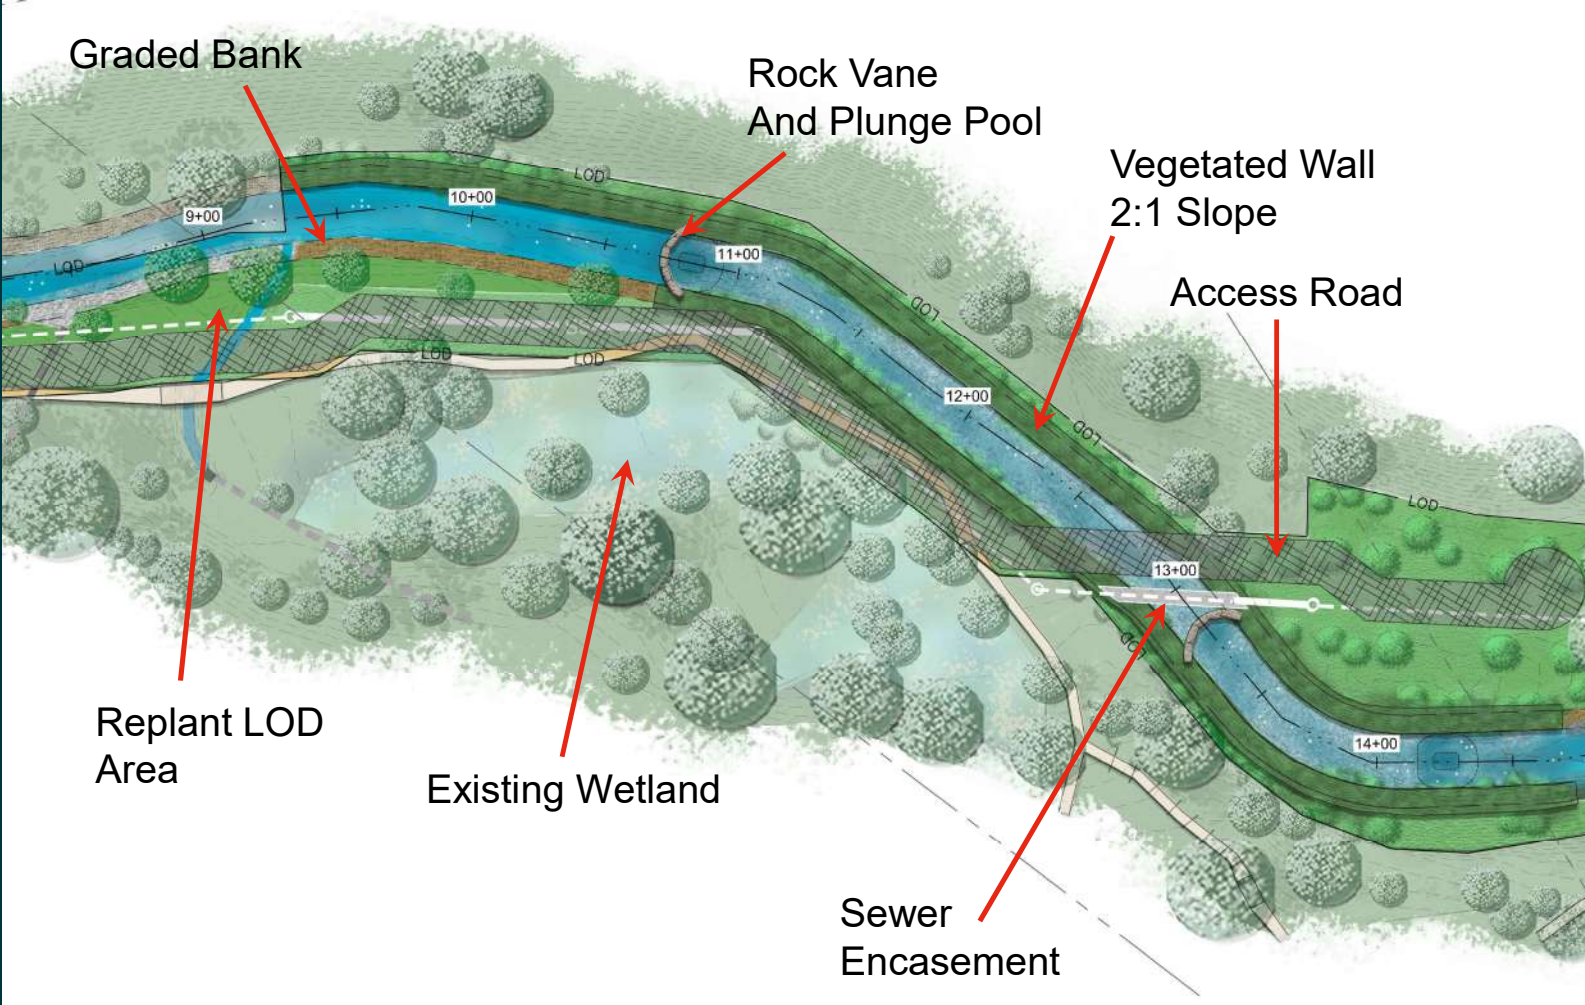 Graded Bank
Rock Vane
And Plunge Pool
Vegetated Wall
2:1 Slope
Access Road
LOD
10+00
9+00
11+00
LOD
LOD
LOD
LOD
LOD
12+00
LOD
LOD
13+00
LOD
14+00
Replant LOD
Area
Existing Wetland
Sewer
Encasement